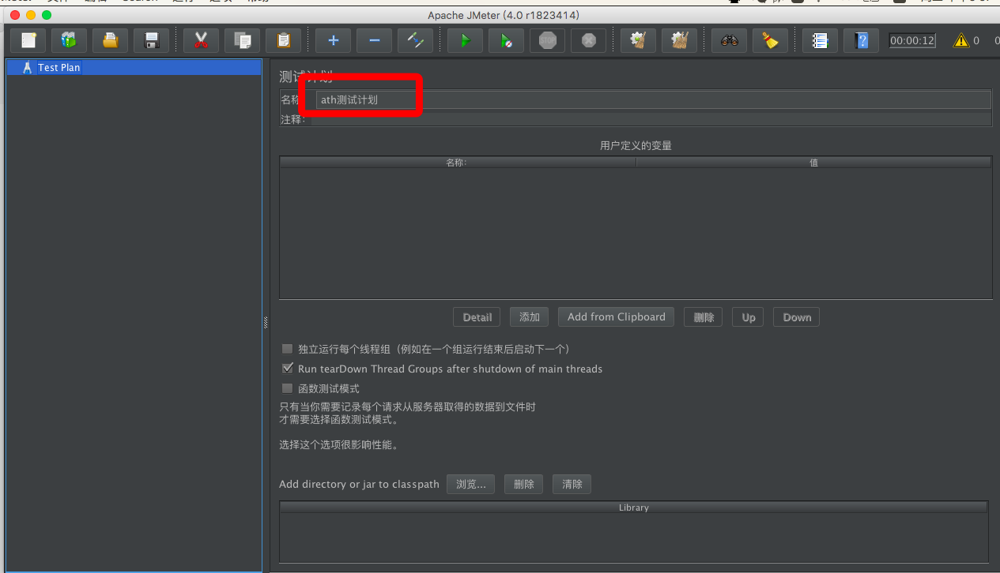 Search
Apache JMeter (4.0 r1823414)
STOP
00:00:12
0
Test Plan
测试计划
名称
ath测试计划
注释:
用户定义的变量
名称:
值
Detail
添加
Add from Clipboard
删除
Up
Down
独立运行每个线程组（例如在一个组运行结束后启动下一个）
Run tearDown Thread Groups after shutdown of main threads
函数测试模式
只有当你需要记录每个请求从服务器取得的数据到文件时
才需要选择函数测试模式。
选择这个选项很影响性能。
Add directory or jar to classpath
浏览...
删除
清除
Library